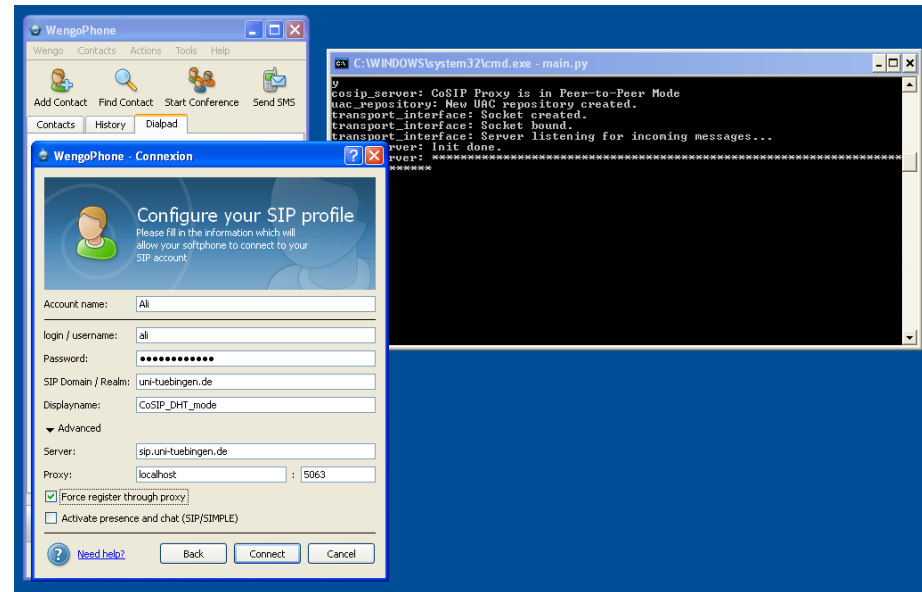 WengoPhone
Wengo Contacts Actions Tools Help
Add Contact Find Contact Start Conference Send SMS
Contacts History Dialpad
WengoPhone - Connexion
Configure your SIP profile
Please fill in the information which will
allow your softphone to connect to your
SIP account
Account name: Ali
login / username: ali
Password: ●●●●●●●●●●●●
SIP Domain / Realm: uni-tuebingen.de
Displayname: CoSIP_DHT_mode
Advanced
Server: sip.uni-tuebingen.de
Proxy: localhost : 5063
Force register through proxy
Activate presence and chat (SIP/SIMPLE)
? Need help? Back Connect Cancel
C:\WINDOWS\system32\cmd.exe - main.py
y
cosip_server: CoSIP Proxy is in Peer-to-Peer Mode
uac_repository: New UAC repository created.
transport_interface: Socket created.
transport_interface: Socket bound.
transport_interface: Server listening for incoming messages...
rver: Init done.
rver: **************************************************************
******